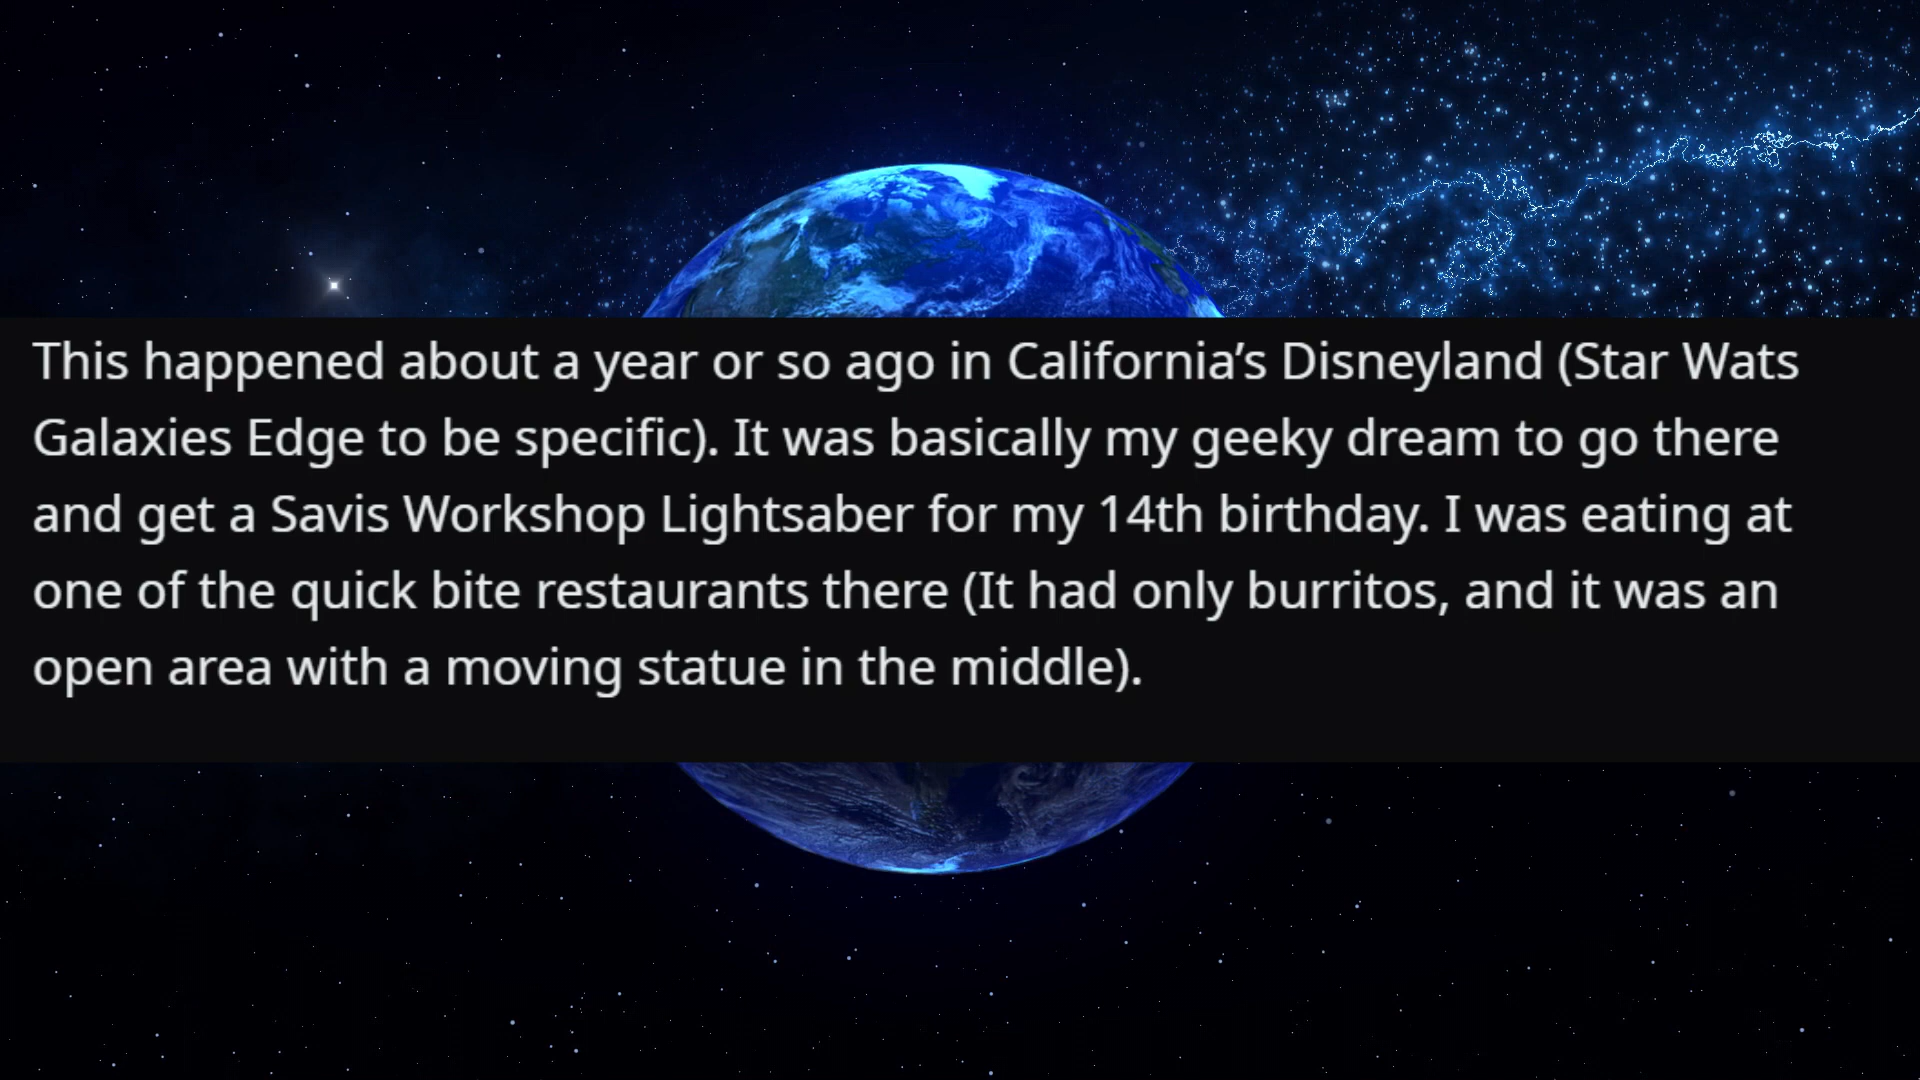 This happened about a year or so ago in California’s Disneyland (Star Wats
Galaxies Edge to be specific). It was basically my geeky dream to go there
and get a Savis Workshop Lightsaber for my 14th birthday. I was eating at
one of the quick bite restaurants there (It had only burritos, and it was an
open area with a moving statue in the middle).